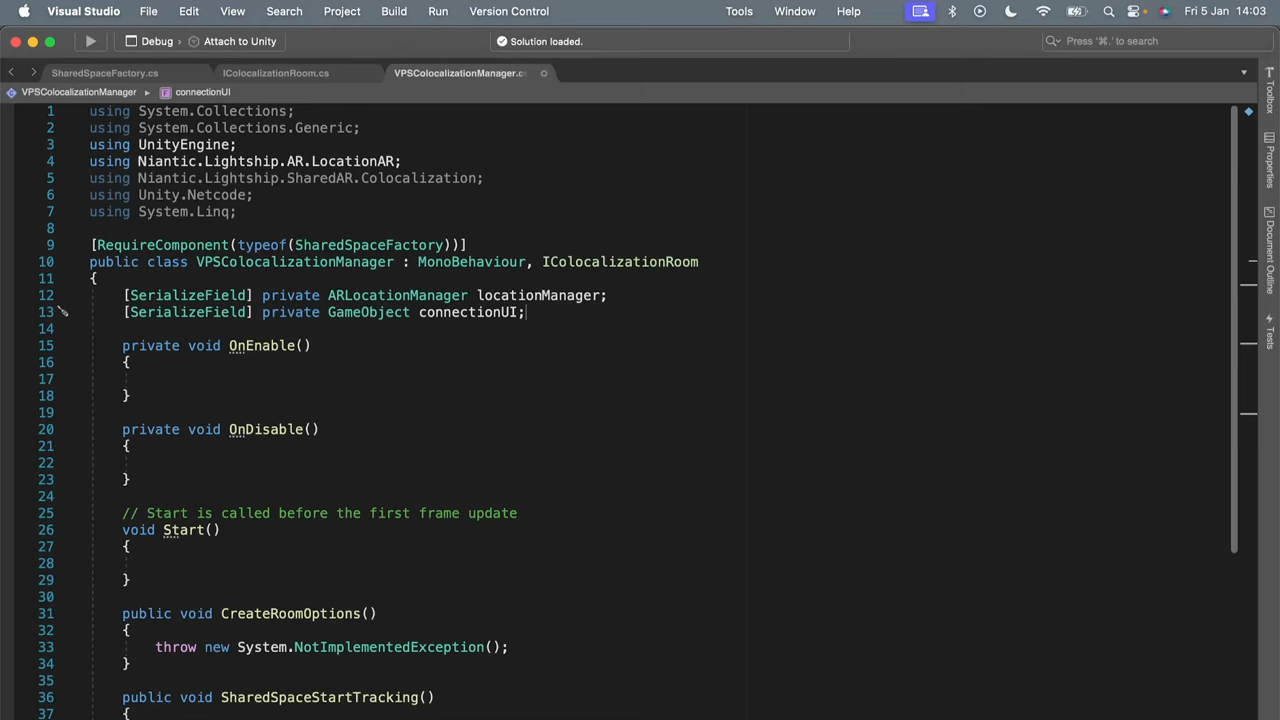 Visual Studio File Edit View Search Project Build Run Version Control Tools Window Help Fri 5 Jan 14:03
Debug Attach to Unity Solution loaded. Press '⌘.' to search
SharedSpaceFactory.cs IColocalizationRoom.cs VPSColocalizationManager.cs
VPSColocalizationManager connectionUI
1 using System.Collections;
2 using System.Collections.Generic;
3 using UnityEngine;
4 using Niantic.Lightship.AR.LocationAR;
5 using Niantic.Lightship.SharedAR.Colocalization;
6 using Unity.Netcode;
7 using System.Linq;
8
9 [RequireComponent(typeof(SharedSpaceFactory))]
10 public class VPSColocalizationManager : MonoBehaviour, IColocalizationRoom
11 {
12 [SerializeField] private ARLocationManager locationManager;
13 [SerializeField] private GameObject connectionUI;
14
15 private void OnEnable()
16 {
17
18 }
19
20 private void OnDisable()
21 {
22
23 }
24
25 // Start is called before the first frame update
26 void Start()
27 {
28
29 }
30
31 public void CreateRoomOptions()
32 {
33 throw new System.NotImplementedException();
34 }
35
36 public void SharedSpaceStartTracking()
37 {
Toolbox
Properties
Document Outline
Tests